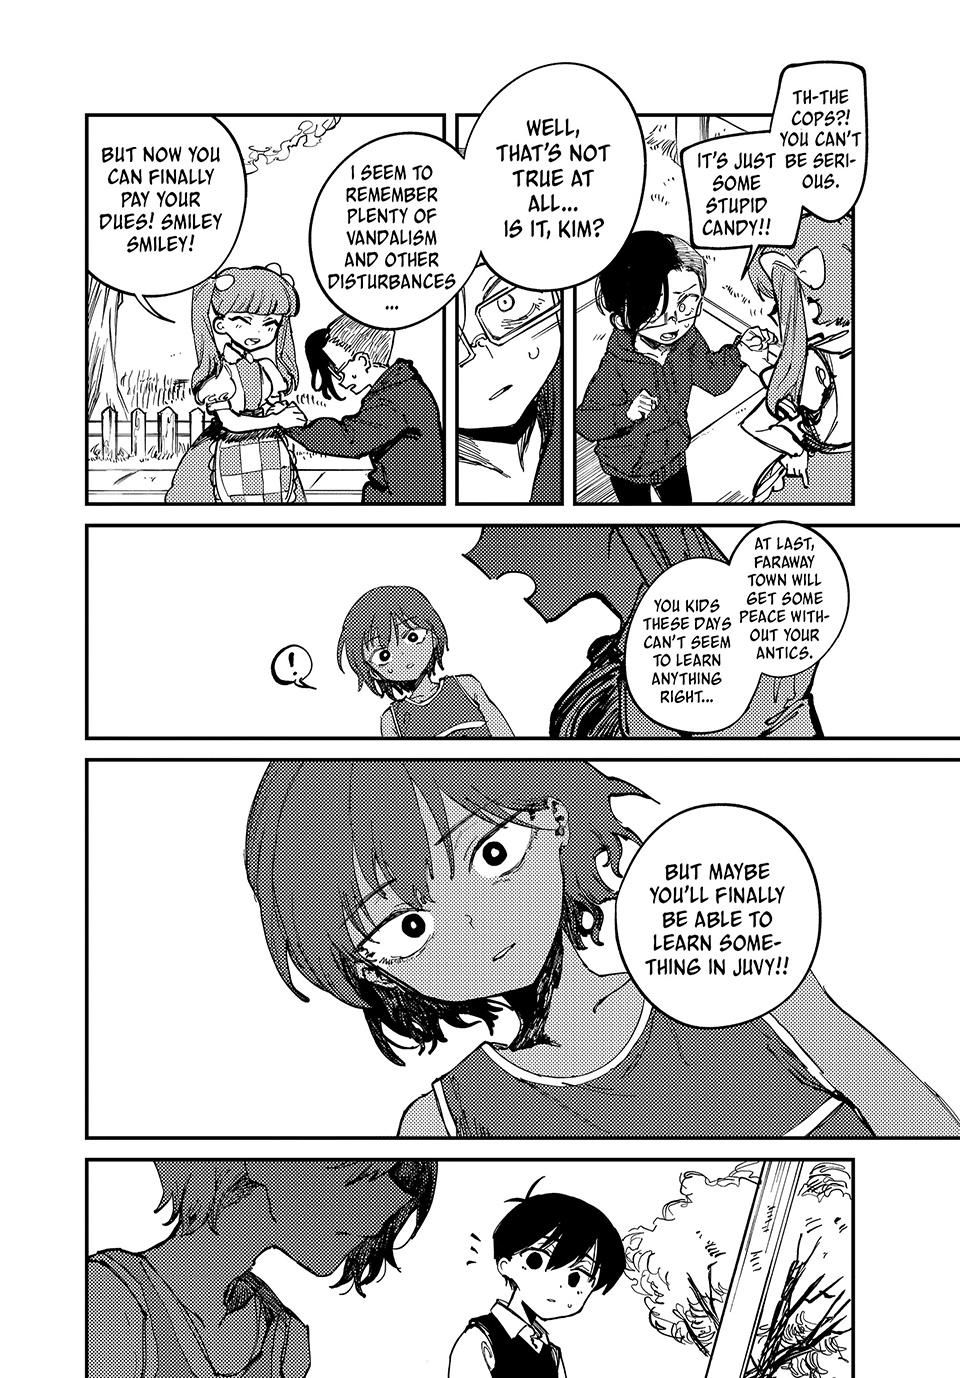 TH-THE
COPS?!
YOU CAN'T
BE SERI-
OUS.
IT'S JUST
SOME
STUPID
CANDY!!
WELL,
THAT'S NOT
TRUE AT
ALL...
IS IT, KIM?
I SEEM TO
REMEMBER
PLENTY OF
VANDALISM
AND OTHER
DISTURBANCES
...
BUT NOW YOU
CAN FINALLY
PAY YOUR
DUES! SMILEY
SMILEY!
AT LAST,
FARAWAY
TOWN WILL
GET SOME
PEACE WITH-
OUT YOUR
ANTICS.
YOU KIDS
THESE DAYS
CAN'T SEEM
TO LEARN
ANYTHING
RIGHT...
!
BUT MAYBE
YOU'LL FINALLY
BE ABLE TO
LEARN SOME-
THING IN JUVY!!